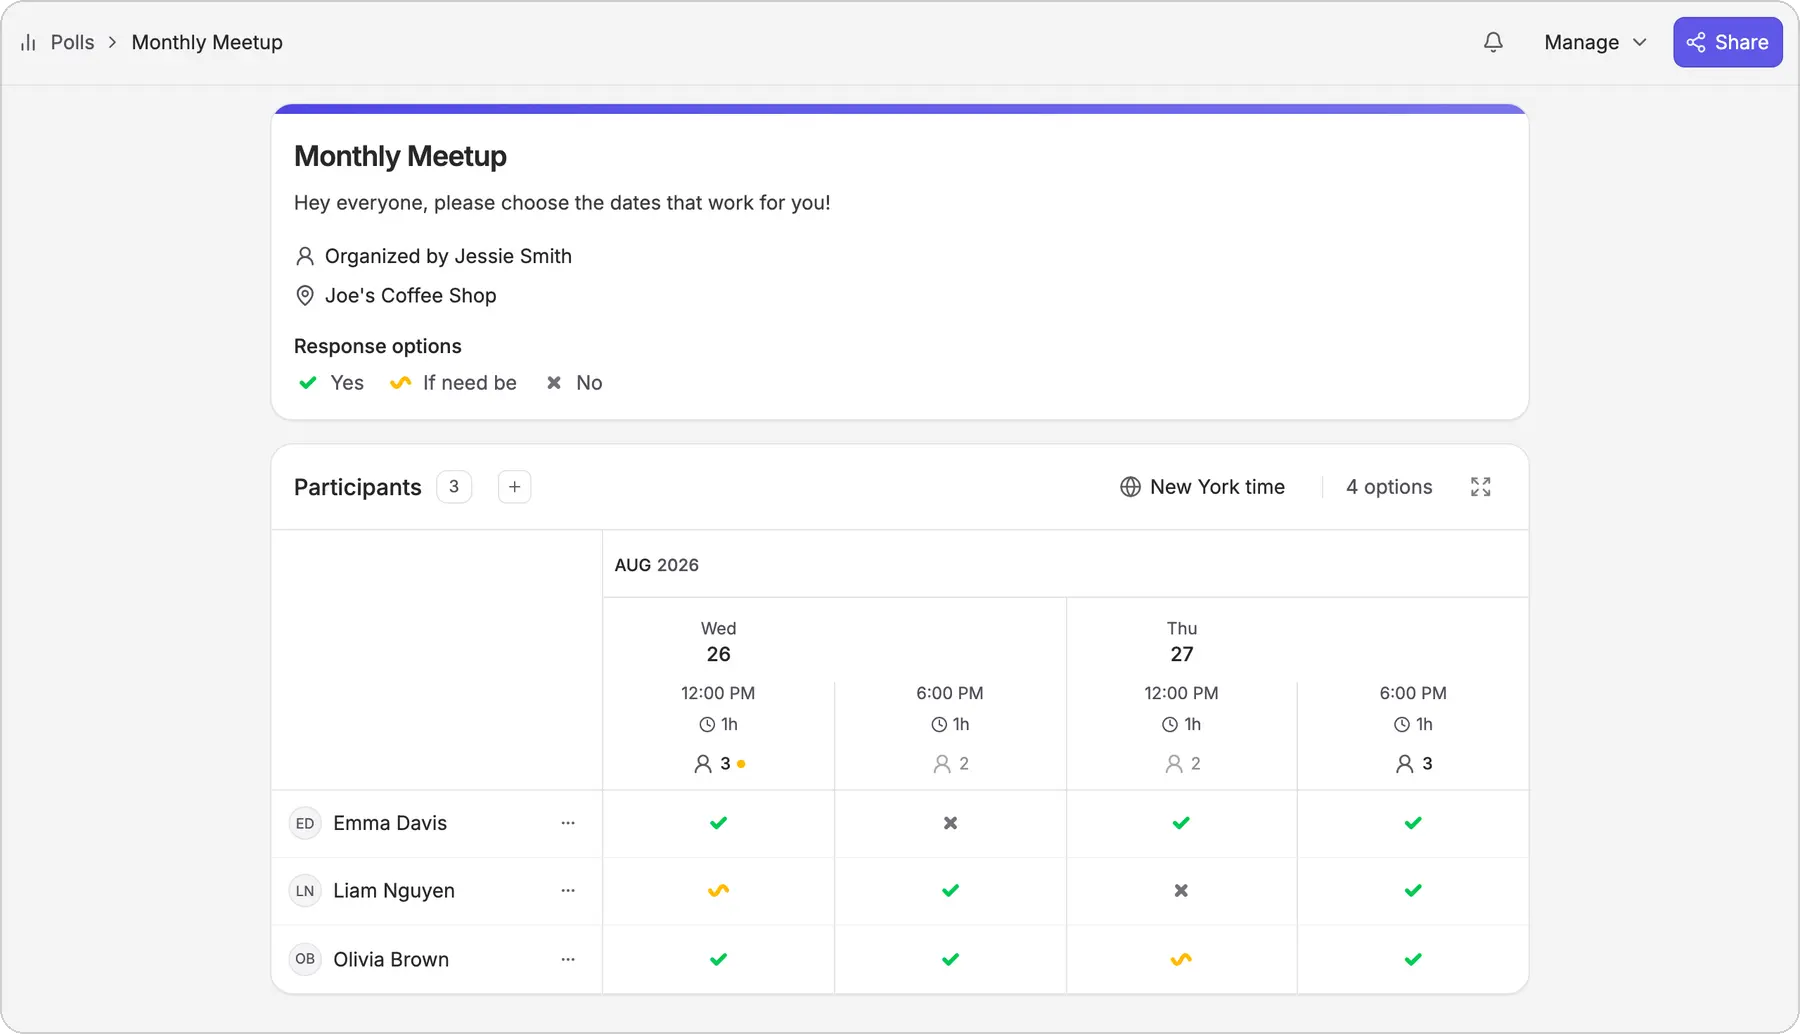 Polls > Monthly Meetup
Manage
Share
Monthly Meetup
Hey everyone, please choose the dates that work for you!
Organized by Jessie Smith
Joe's Coffee Shop
Response options
Yes If need be No
Participants 3 +
New York time 4 options
AUG 2026
Wed Thu
26 27
12:00 PM 6:00 PM 12:00 PM 6:00 PM
1h 1h 1h 1h
3 2 2 3
ED Emma Davis ...
LN Liam Nguyen ...
OB Olivia Brown ...